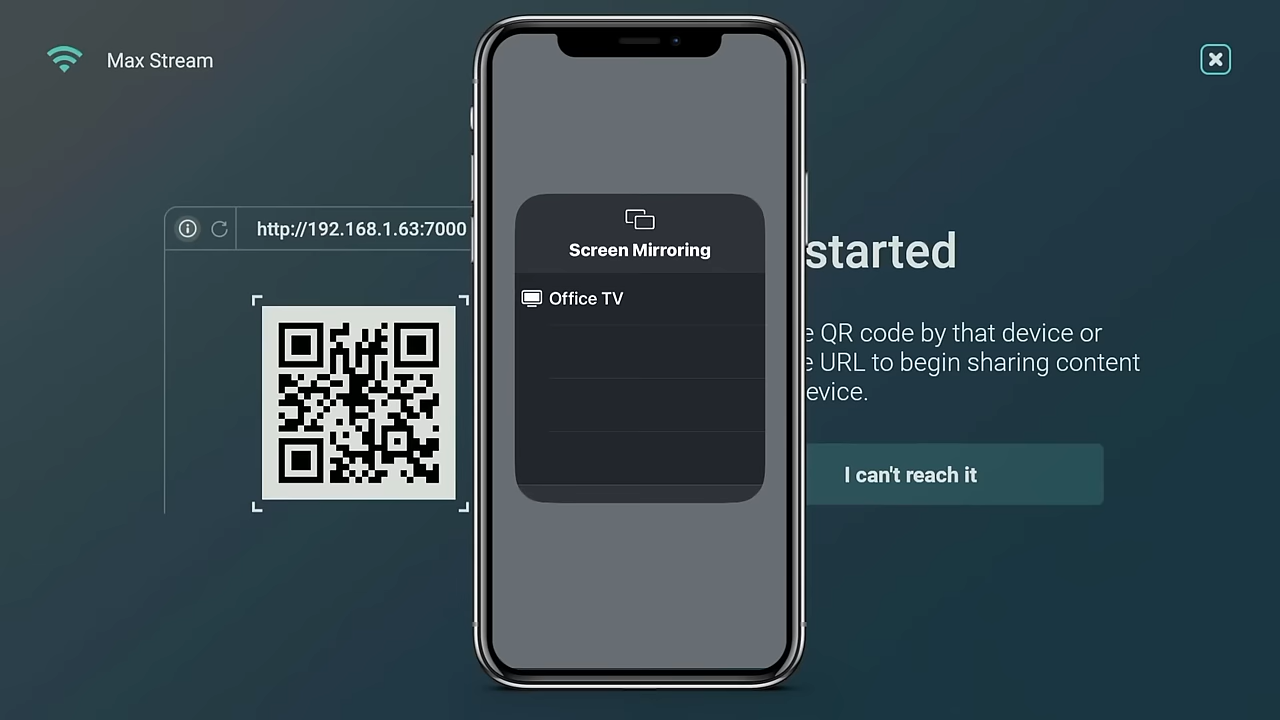 Max Stream
http://192.168.1.63:7000
Screen Mirroring
Office TV
started
e QR code by that device or
e URL to begin sharing content
evice.
I can't reach it